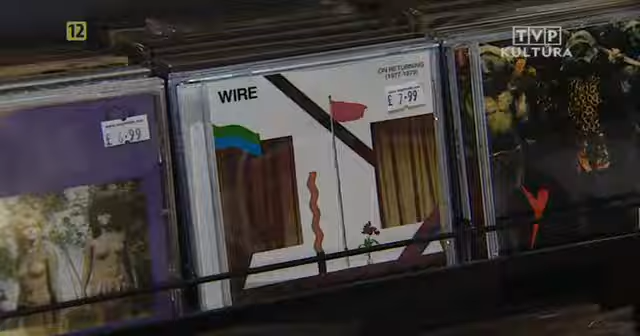 12
TVP
KULTURA
WIRE
ON RETURNING
(1977-1979)
£ 7.99
£ 6.99